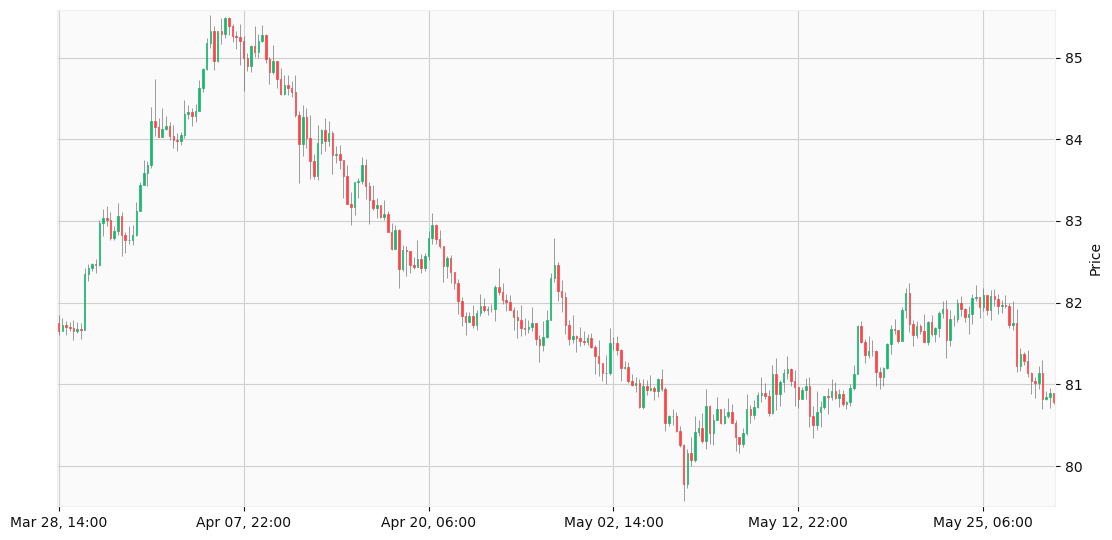 85
84
83
82
81
80
Price
Mar 28, 14:00
Apr 07, 22:00
Apr 20, 06:00
May 02, 14:00
May 12, 22:00
May 25, 06:00